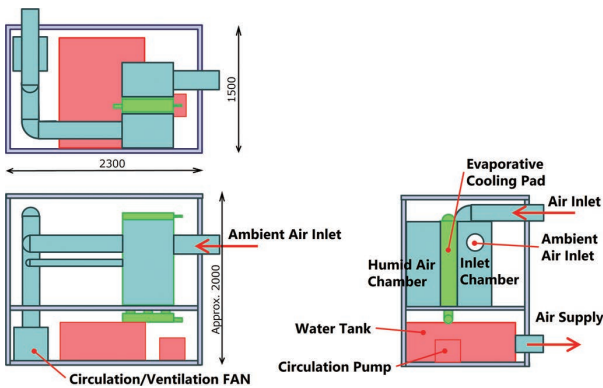 1500
2300
Evaporative
Cooling Pad
Air Inlet
Ambient Air Inlet
Ambient
Air Inlet
Humid Air
Chamber
Inlet
Chamber
Approx. 2000
Air Supply
Water Tank
Circulation Pump
Circulation/Ventilation FAN